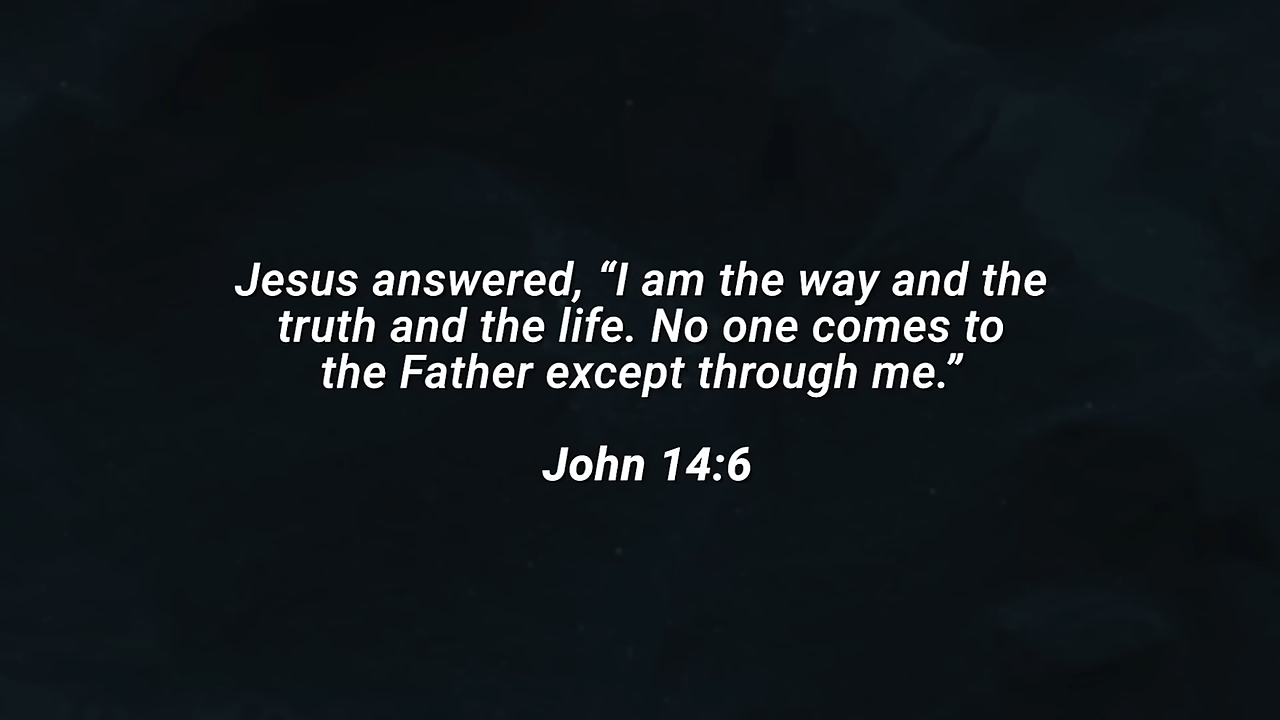 Jesus answered, “I am the way and the
truth and the life. No one comes to
the Father except through me.”
John 14:6